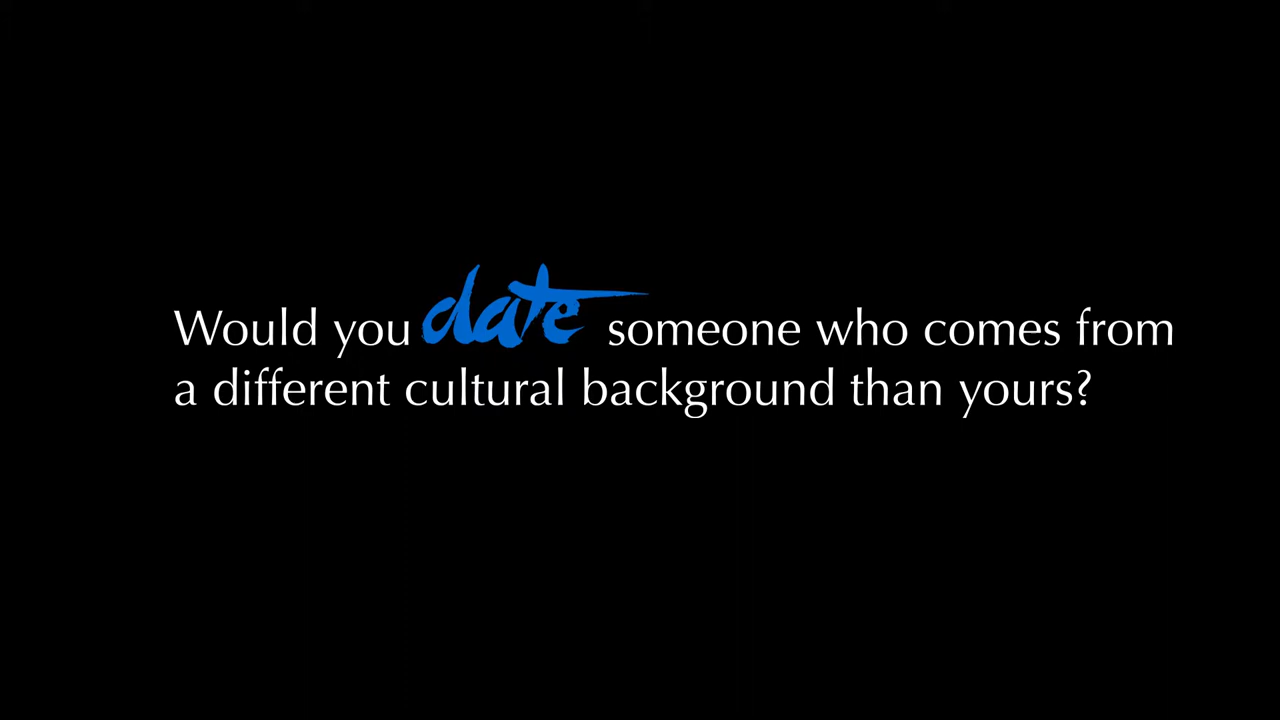 Would you date someone who comes from
a different cultural background than yours?